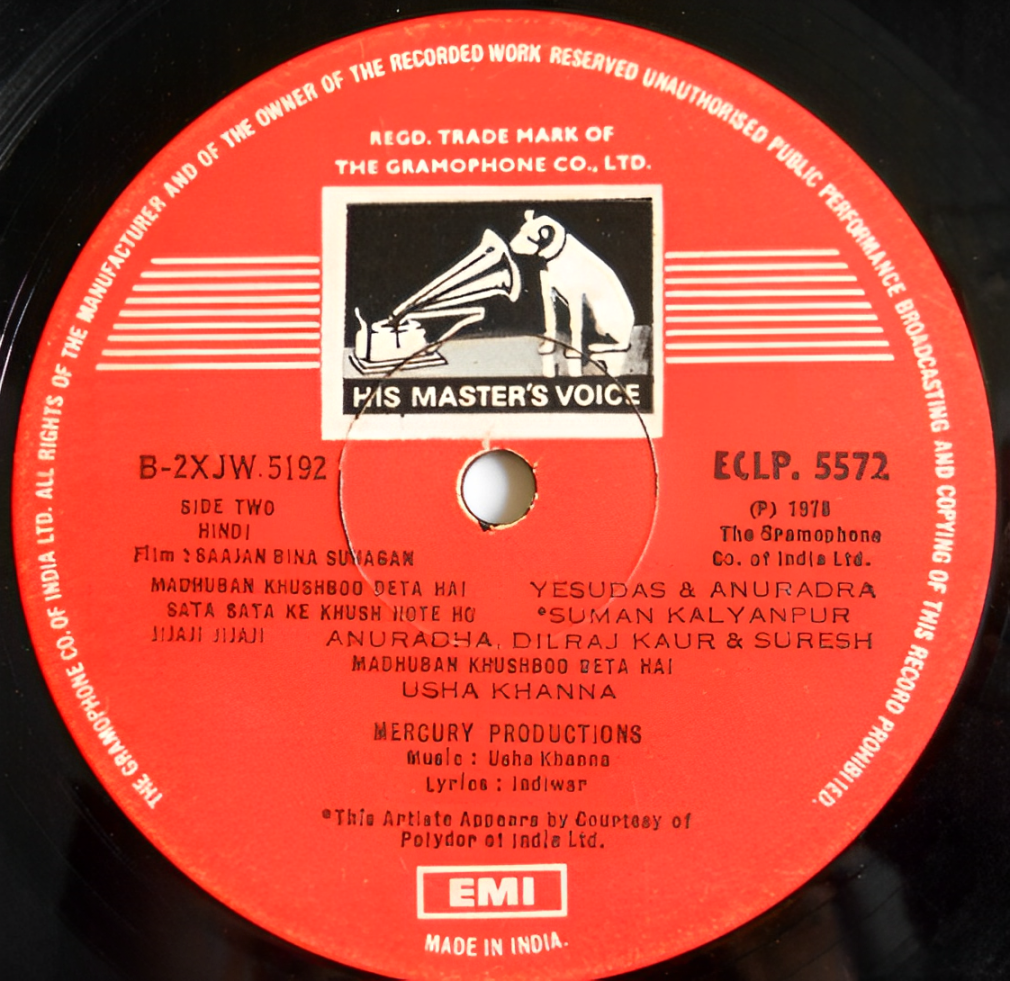 THE GRAMOPHONE CO. OF INDIA LTD. ALL RIGHTS OF THE MANUFACTURER AND OF THE OWNER OF THE RECORDED WORK RESERVED UNAUTHORISED PUBLIC PERFORMANCE BROADCASTING AND COPYING OF THIS RECORD PROHIBITED.
REGD. TRADE MARK OF
THE GRAMOPHONE CO., LTD.
HIS MASTER'S VOICE
B-2XJW.5192
ECLP. 5572
SIDE TWO
HINDI
Film : SAAJAN BINA SUHAGAN
(P) 1978
The Gramophone
Co. of India Ltd.
MADHUBAN KHUSHBOO DETA HAI YESUDAS & ANURADRA
SATA SATA KE KHUSH HOTE HO *SUMAN KALYANPUR
JIJAJI JIJAJI ANURADHA, DILRAJ KAUR & SURESH
MADHUBAN KHUSHBOO DETA HAI
USHA KHANNA
MERCURY PRODUCTIONS
Music : Usha Khanna
Lyrics : Indiwar
*This Artiste Appears by Courtesy of
Polydor of India Ltd.
EMI
MADE IN INDIA.